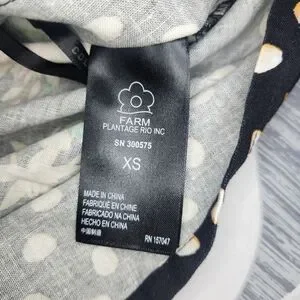 FARM
PLANTAGE RIO INC
SN 300575
XS
MADE IN CHINA
FABRIQUE EN CHINE
FABRICADO NA CHINA
HECHO EN CHINA
中国制造
RN 157047